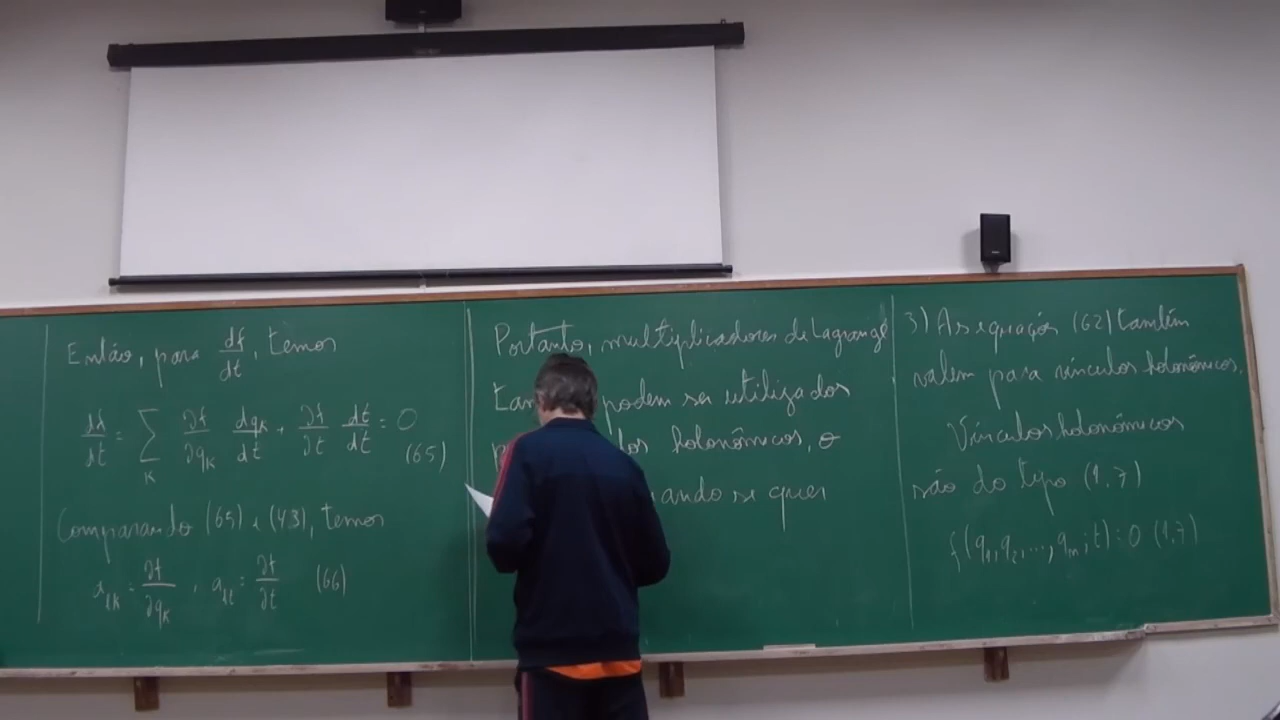 Então, para df/dt, temos
df/dt = Σ_K ∂f/∂q_K dq_K/dt + ∂f/∂t dt/dt = 0
(65)
Comparando (65) e (43), temos
a_lK = ∂f/∂q_K , a_lt = ∂f/∂t (66)
Portanto, multiplicadores de Lagrange
podem ser utilizados
holonômicos, o
se quer
3) As equações (62) também
valem para vínculos holonômicos.
Vínculos holonômicos
são do tipo (1.7)
f(q_1, q_2, ..., q_n; t) = 0 (1.7)